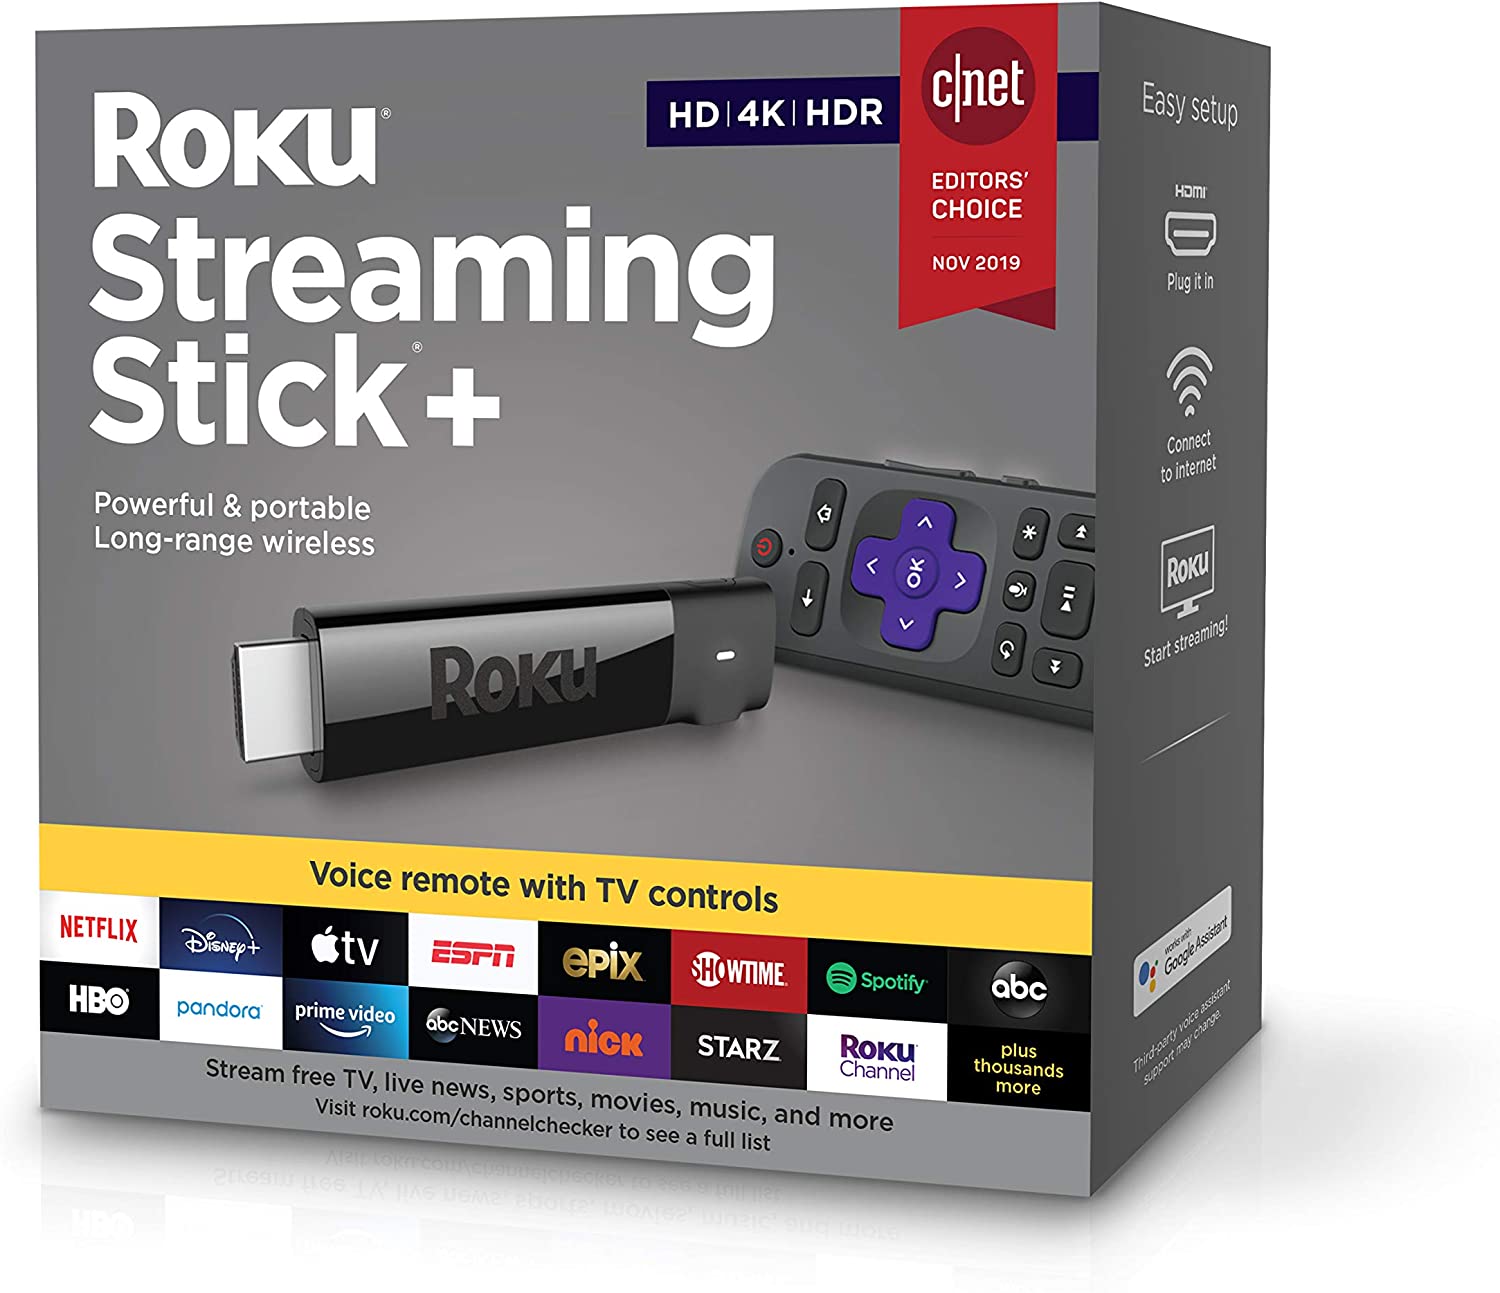 ROKU®
Streaming
Stick®+
Powerful & portable
Long-range wireless
HD | 4K | HDR
c|net
EDITORS'
CHOICE
NOV 2019
OK
ROKU
Voice remote with TV controls
NETFLIX
Disney+
tv
ESPN
epix
SHOWTIME
Spotify
abc
HBO
pandora
prime video
abc NEWS
nick
STARZ
ROKU
Channel
plus
thousands
more
Stream free TV, live news, sports, movies, music, and more
Visit roku.com/channelchecker to see a full list
Easy setup
HDMI
Plug it in
Connect
to internet
ROKU
Start streaming!
works with
Google Assistant
Third-party voice assistant
support may change.